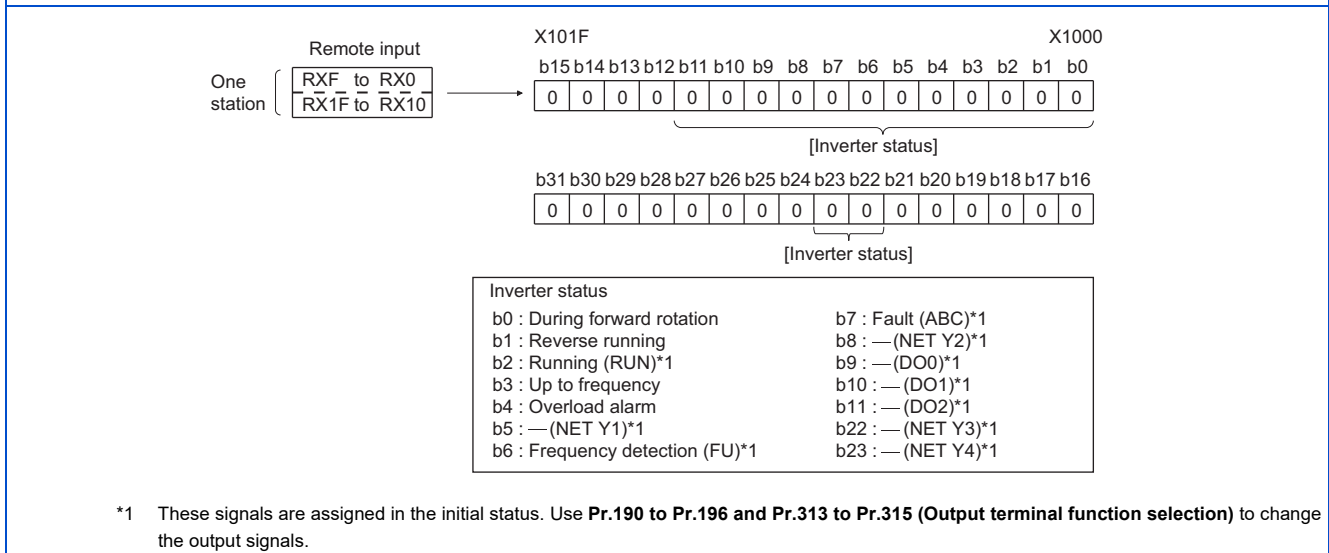 Remote input
One station
RXF to RX0
RX1F to RX10
X101F X1000
b15 b14 b13 b12 b11 b10 b9 b8 b7 b6 b5 b4 b3 b2 b1 b0
0 0 0 0 0 0 0 0 0 0 0 0 0 0 0 0
[Inverter status]
b31 b30 b29 b28 b27 b26 b25 b24 b23 b22 b21 b20 b19 b18 b17 b16
0 0 0 0 0 0 0 0 0 0 0 0 0 0 0 0
[Inverter status]
Inverter status
b0 : During forward rotation
b1 : Reverse running
b2 : Running (RUN)*1
b3 : Up to frequency
b4 : Overload alarm
b5 : — (NET Y1)*1
b6 : Frequency detection (FU)*1
b7 : Fault (ABC)*1
b8 : — (NET Y2)*1
b9 : — (DO0)*1
b10 : — (DO1)*1
b11 : — (DO2)*1
b22 : — (NET Y3)*1
b23 : — (NET Y4)*1
*1 These signals are assigned in the initial status. Use Pr.190 to Pr.196 and Pr.313 to Pr.315 (Output terminal function selection) to change
the output signals.